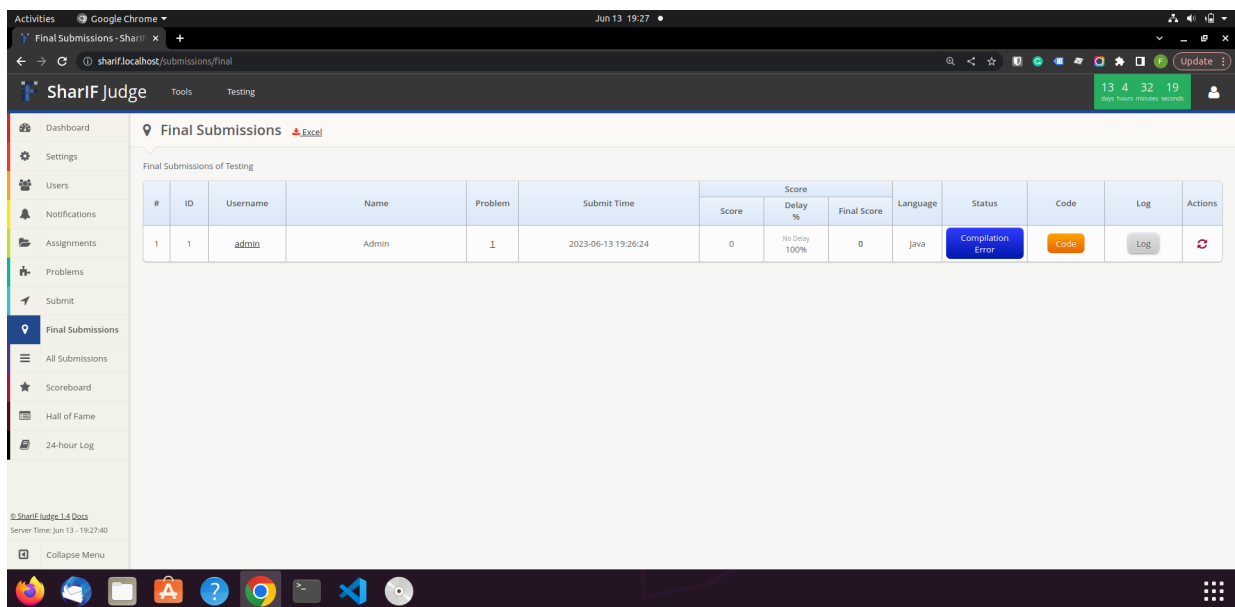 Activities Google Chrome Jun 13 19:27
Final Submissions - SharIF
sharif.localhost/submissions/final Update
SharIF Judge Tools Testing 13 4 32 19
days hours minutes seconds
Dashboard
Settings
Users
Notifications
Assignments
Problems
Submit
Final Submissions
All Submissions
Scoreboard
Hall of Fame
24-hour Log
© SharIF Judge 1.4 Docs
Server Time: Jun 13 - 19:27:40
Collapse Menu
Final Submissions Excel
Final Submissions of Testing
# ID Username Name Problem Submit Time Score Language Status Code Log Actions
Score Delay % Final Score
1 1 admin Admin 1 2023-06-13 19:26:24 0 No Delay 100% 0 Java Compilation Error Code Log